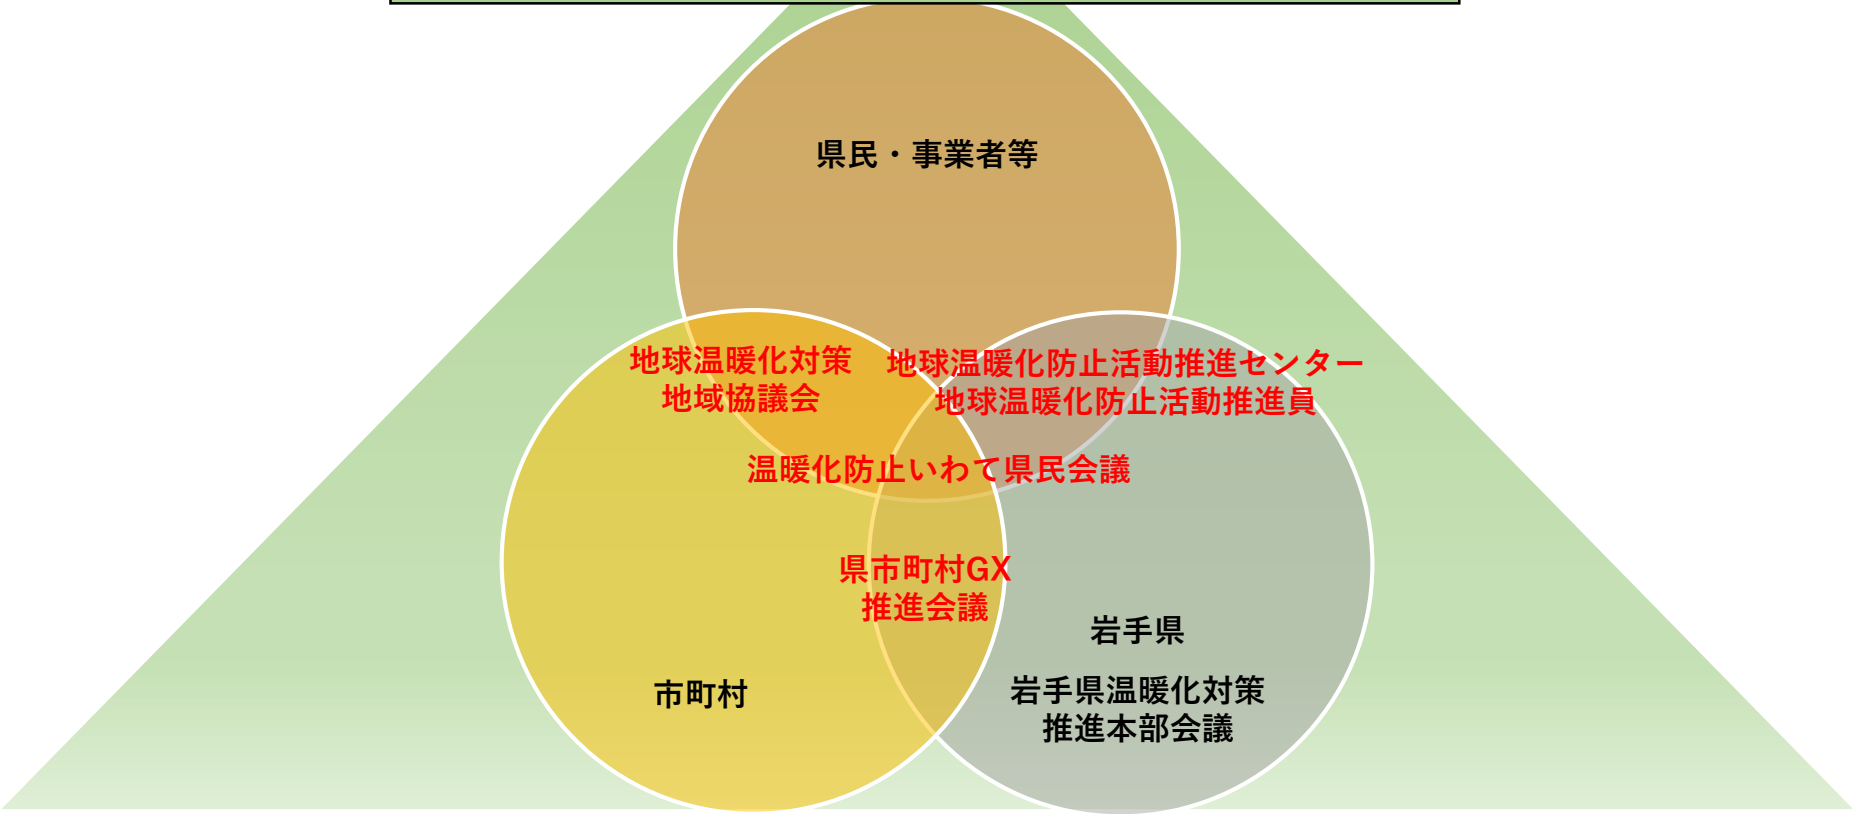 県民・事業者等
地球温暖化対策
地域協議会
地球温暖化防止活動推進センター
地球温暖化防止活動推進員
温暖化防止いわて県民会議
県市町村GX
推進会議
岩手県
市町村
岩手県温暖化対策
推進本部会議